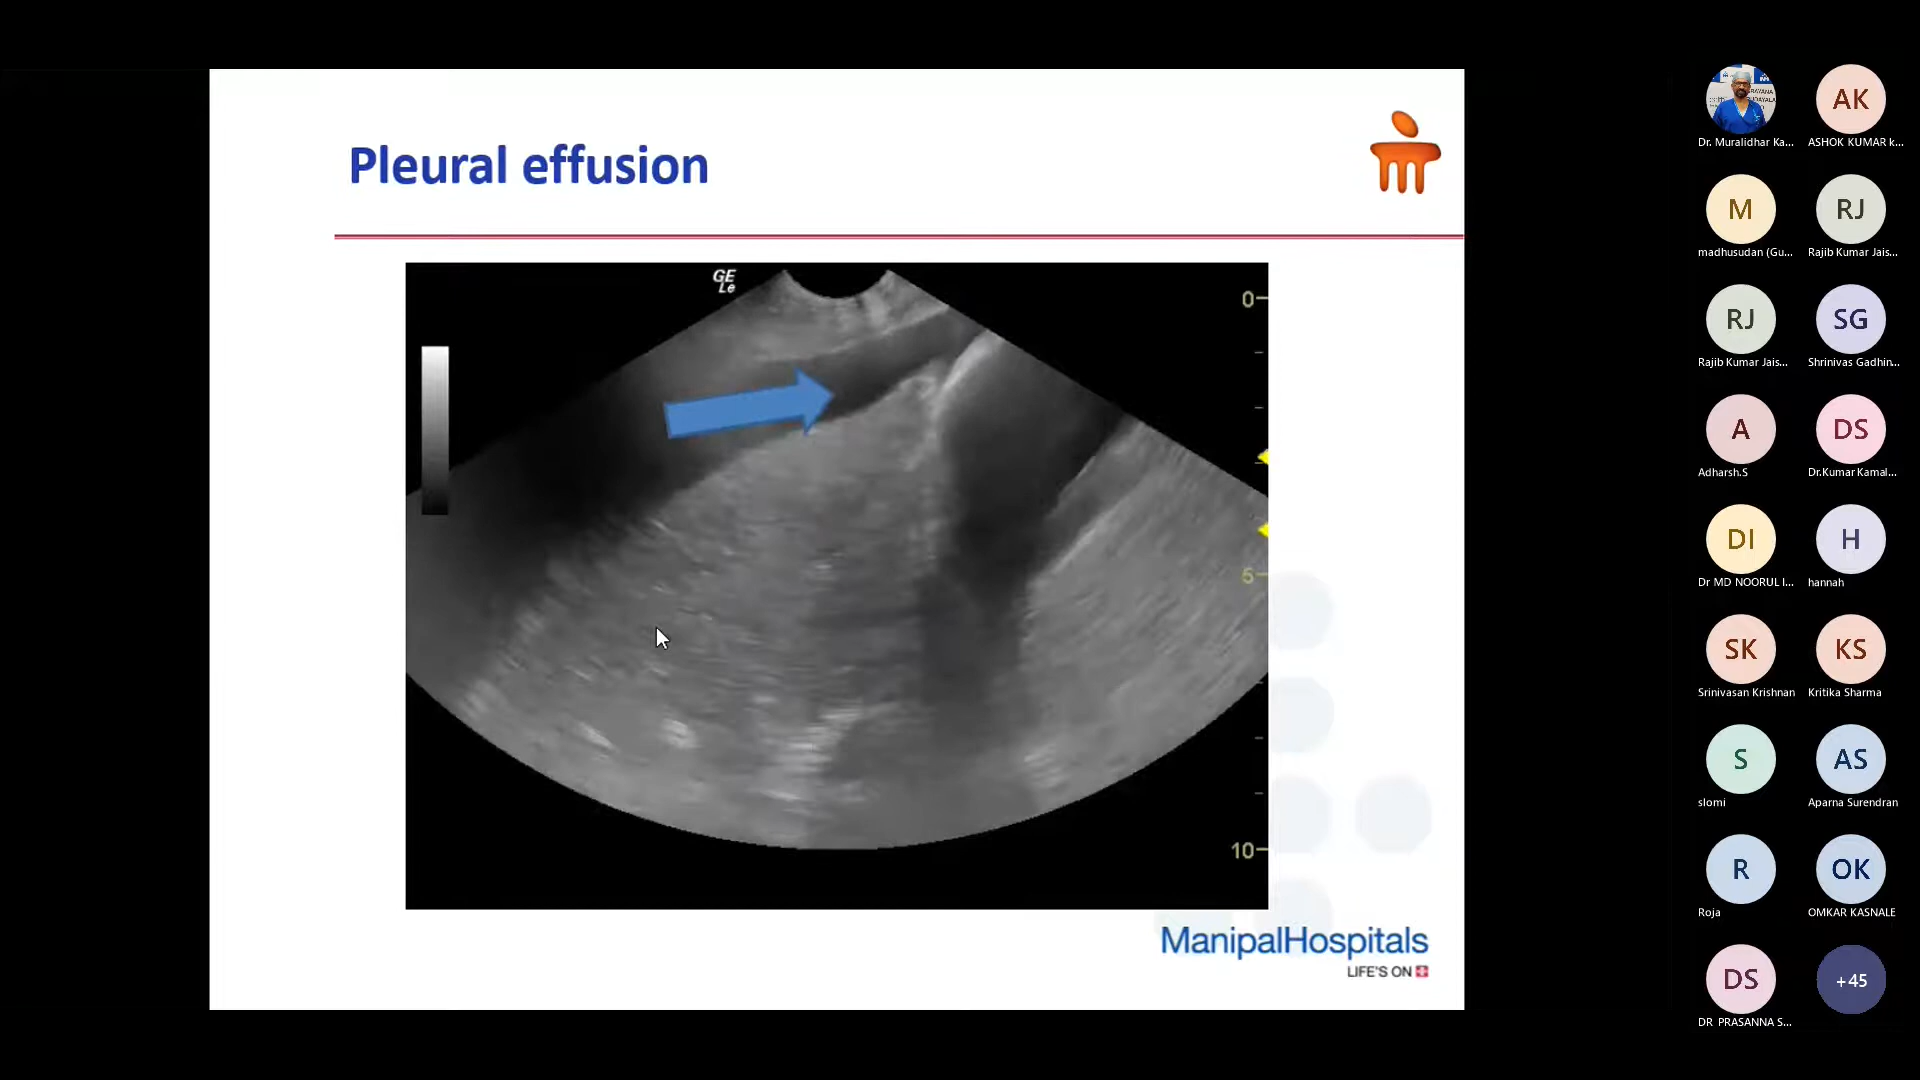 Pleural effusion
GE
Le
0
5
10
ManipalHospitals
LIFE'S ON
Dr. Muralidhar Ka...
AK
ASHOK KUMAR k...
M
madhusudan (Gu...
RJ
Rajib Kumar Jais...
RJ
Rajib Kumar Jais...
SG
Shrinivas Gadhin...
A
Adharsh.S
DS
Dr.Kumar Kamal...
DI
Dr MD NOORUL I...
H
hannah
SK
Srinivasan Krishnan
KS
Kritika Sharma
S
slomi
AS
Aparna Surendran
R
Roja
OK
OMKAR KASNALE
DS
DR PRASANNA S...
+45